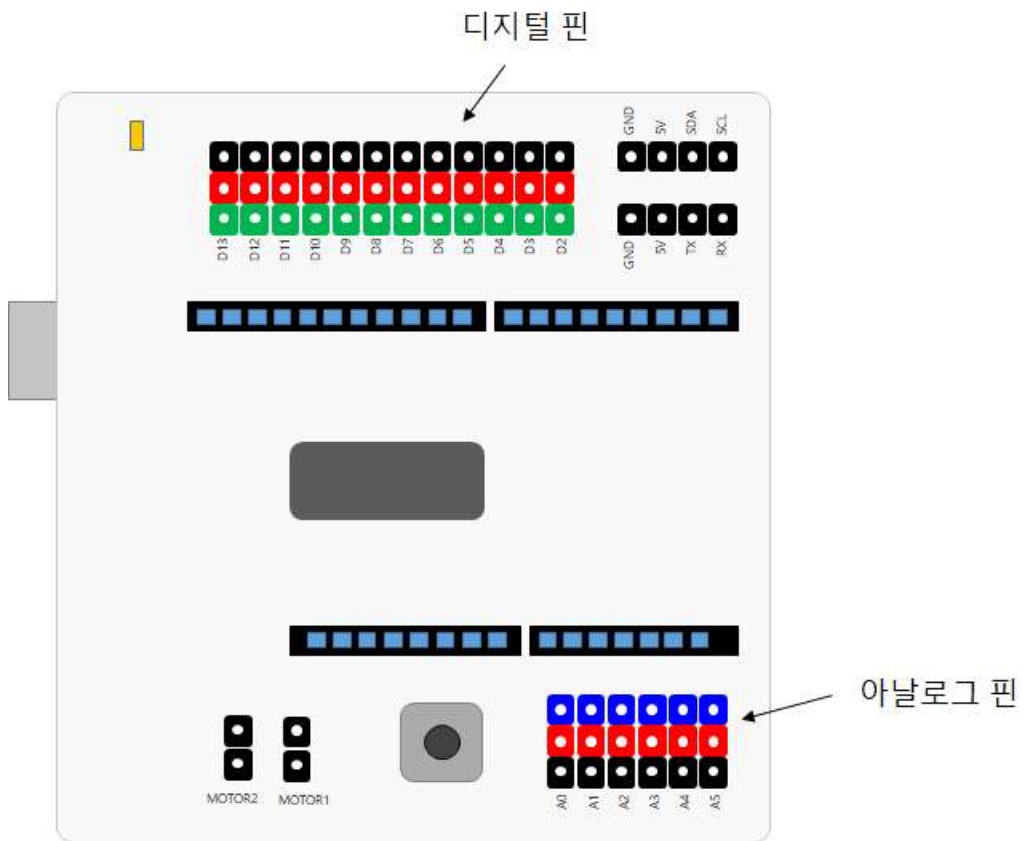 디지털 핀
GND 5V SDA SCL
D13 D12 D11 D10 D9 D8 D7 D6 D5 D4 D3 D2
GND 5V TX RX
아날로그 핀
MOTOR2 MOTOR1
A0 A1 A2 A3 A4 A5